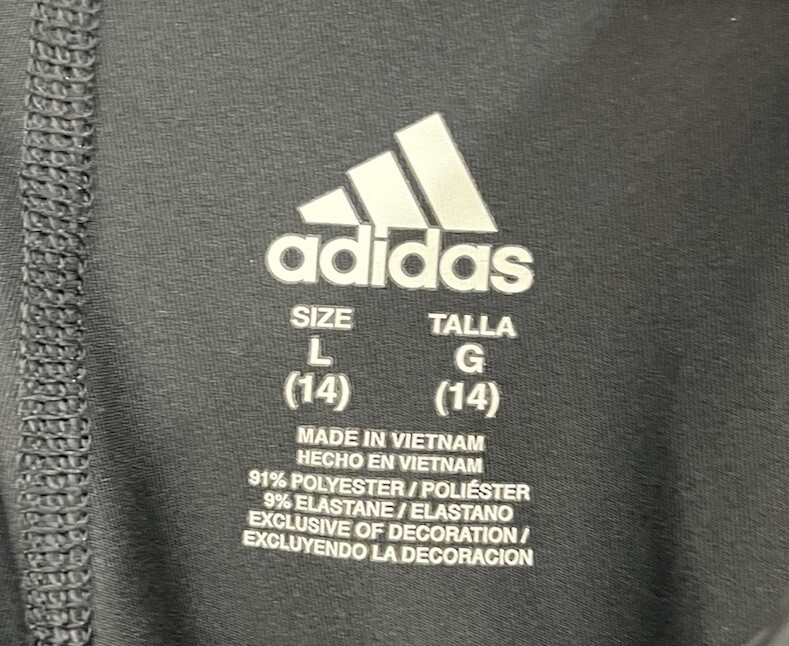 adidas
SIZE TALLA
L G
(14) (14)
MADE IN VIETNAM
HECHO EN VIETNAM
91% POLYESTER / POLIÉSTER
9% ELASTANE / ELASTANO
EXCLUSIVE OF DECORATION /
EXCLUYENDO LA DECORACION